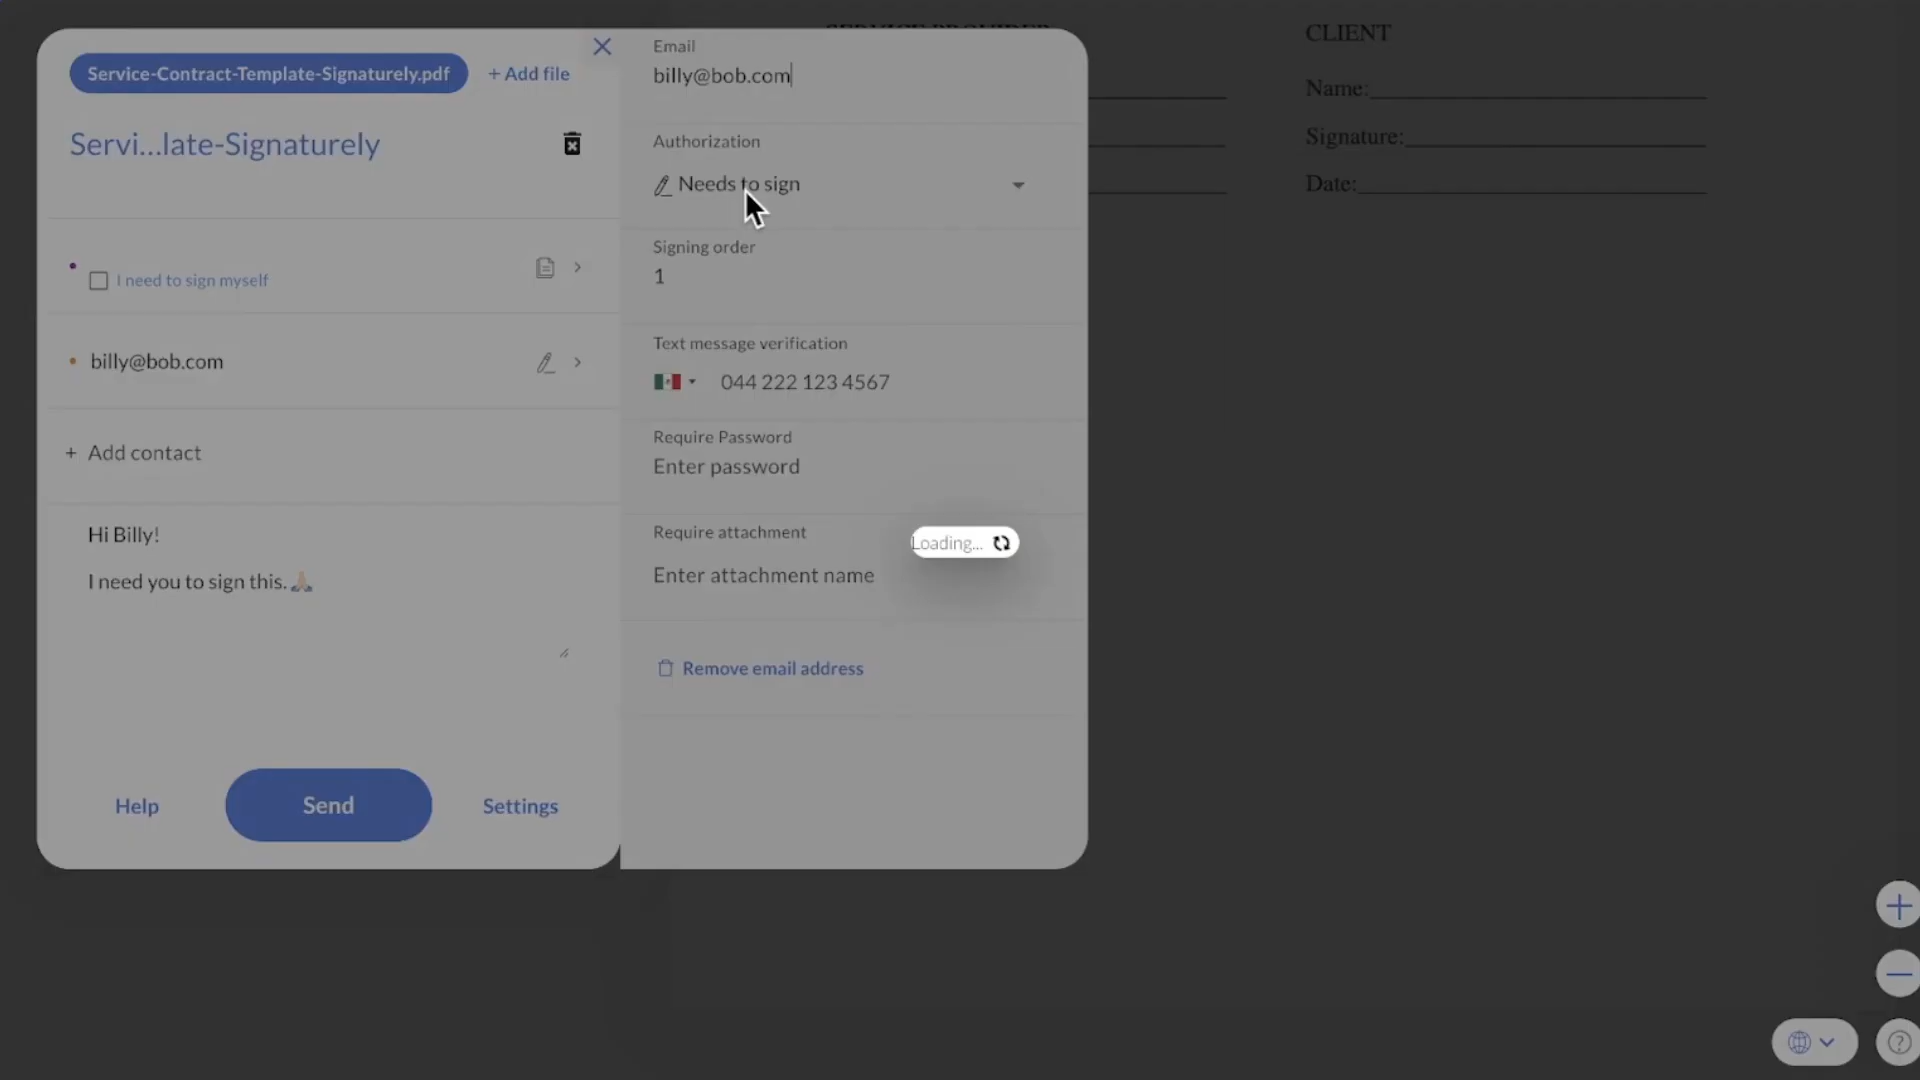 Service-Contract-Template-Signaturely.pdf
+ Add file
Servi...late-Signaturely
I need to sign myself
billy@bob.com
+ Add contact
Hi Billy!
I need you to sign this.🙏🏼
Help
Send
Settings
Email
billy@bob.com
Authorization
Needs to sign
Signing order
1
Text message verification
044 222 123 4567
Require Password
Enter password
Require attachment
Enter attachment name
Loading...
Remove email address
SERVICE PROVIDER
CLIENT
Name:
Signature:
Date: